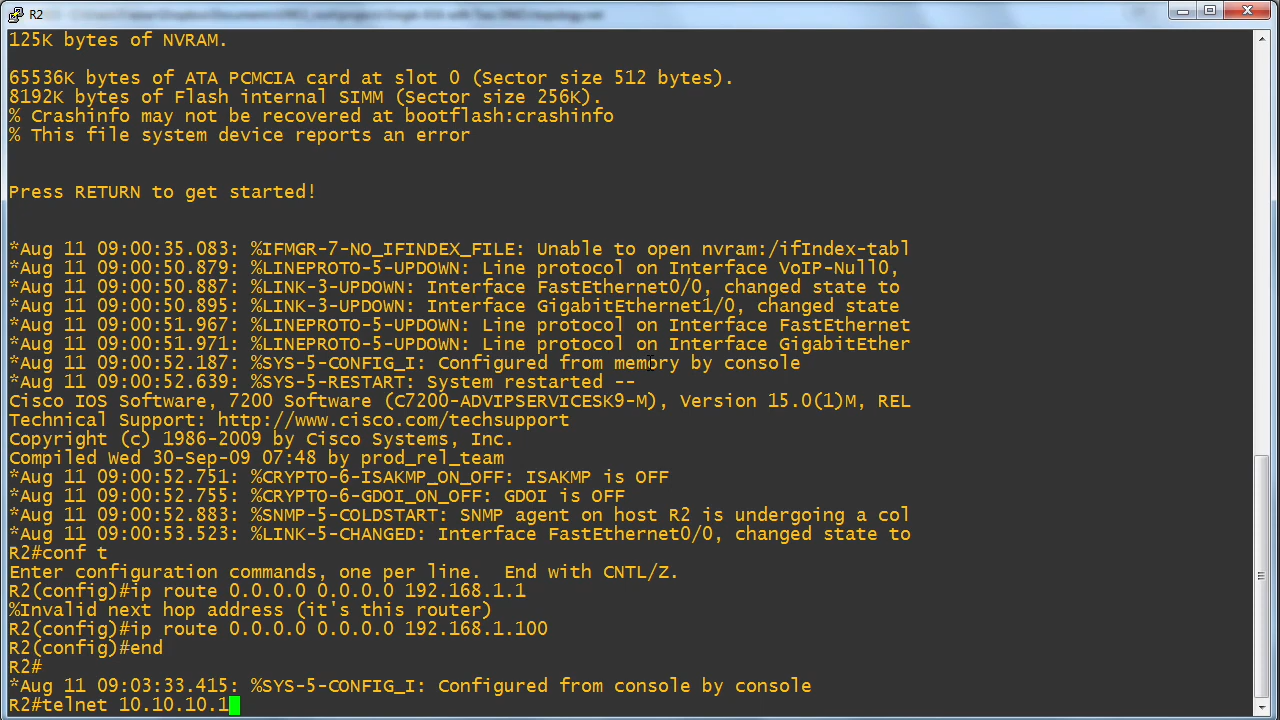 R2
125K bytes of NVRAM.
65536K bytes of ATA PCMCIA card at slot 0 (Sector size 512 bytes).
8192K bytes of Flash internal SIMM (Sector size 256K).
% Crashinfo may not be recovered at bootflash:crashinfo
% This file system device reports an error
Press RETURN to get started!
*Aug 11 09:00:35.083: %IFMGR-7-NO_IFINDEX_FILE: Unable to open nvram:/ifIndex-tabl
*Aug 11 09:00:50.879: %LINEPROTO-5-UPDOWN: Line protocol on Interface VoIP-Null0,
*Aug 11 09:00:50.887: %LINK-3-UPDOWN: Interface FastEthernet0/0, changed state to
*Aug 11 09:00:50.895: %LINK-3-UPDOWN: Interface GigabitEthernet1/0, changed state
*Aug 11 09:00:51.967: %LINEPROTO-5-UPDOWN: Line protocol on Interface FastEthernet
*Aug 11 09:00:51.971: %LINEPROTO-5-UPDOWN: Line protocol on Interface GigabitEther
*Aug 11 09:00:52.187: %SYS-5-CONFIG_I: Configured from memory by console
*Aug 11 09:00:52.639: %SYS-5-RESTART: System restarted --
Cisco IOS Software, 7200 Software (C7200-ADVIPSERVICESK9-M), Version 15.0(1)M, REL
Technical Support: http://www.cisco.com/techsupport
Copyright (c) 1986-2009 by Cisco Systems, Inc.
Compiled Wed 30-Sep-09 07:48 by prod_rel_team
*Aug 11 09:00:52.751: %CRYPTO-6-ISAKMP_ON_OFF: ISAKMP is OFF
*Aug 11 09:00:52.755: %CRYPTO-6-GDOI_ON_OFF: GDOI is OFF
*Aug 11 09:00:52.883: %SNMP-5-COLDSTART: SNMP agent on host R2 is undergoing a col
*Aug 11 09:00:53.523: %LINK-5-CHANGED: Interface FastEthernet0/0, changed state to
R2#conf t
Enter configuration commands, one per line.  End with CNTL/Z.
R2(config)#ip route 0.0.0.0 0.0.0.0 192.168.1.1
%Invalid next hop address (it's this router)
R2(config)#ip route 0.0.0.0 0.0.0.0 192.168.1.100
R2(config)#end
R2#
*Aug 11 09:03:33.415: %SYS-5-CONFIG_I: Configured from console by console
R2#telnet 10.10.10.1